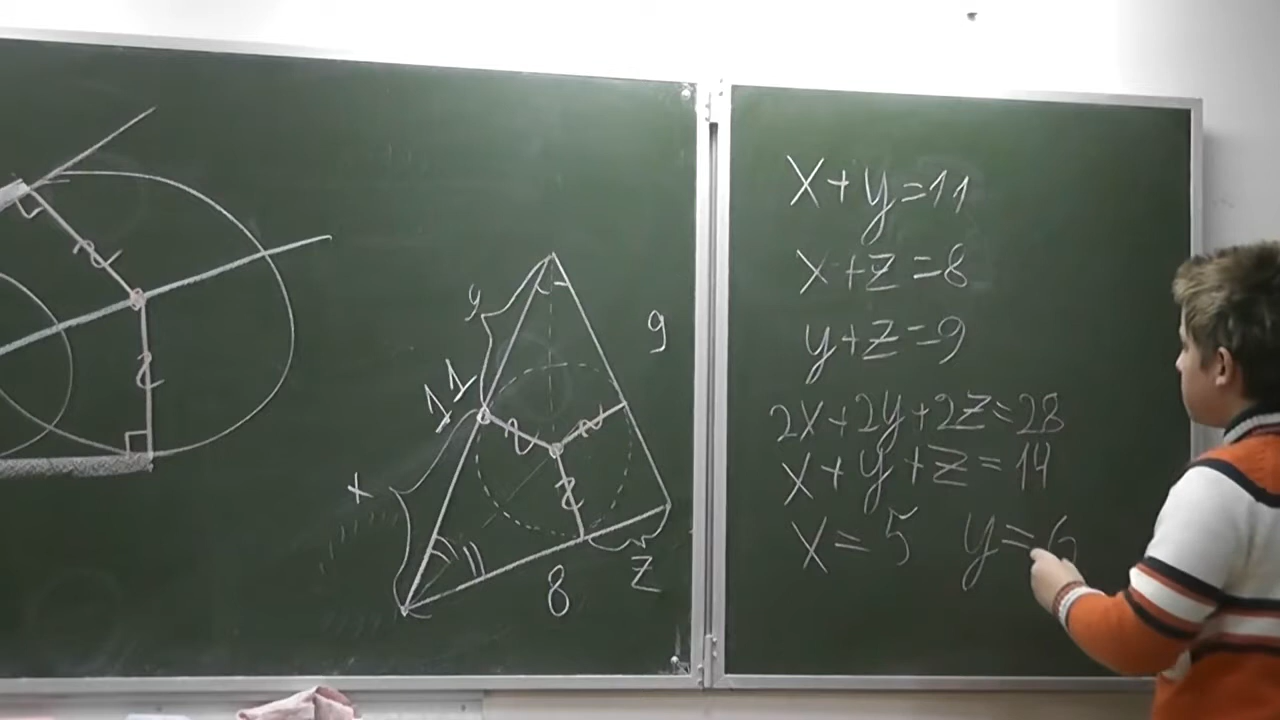 y
9
11
x
8
z
x+y=11
x+z=8
y+z=9
2x+2y+2z=28
x+y+z=14
x=5 y=6